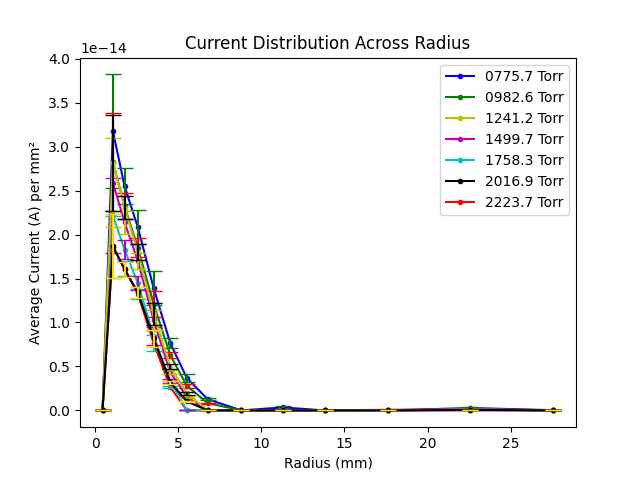 Current Distribution Across Radius
1e−14
4.0
3.5
3.0
2.5
2.0
1.5
1.0
0.5
0.0
Average Current (A) per mm²
0775.7 Torr
0982.6 Torr
1241.2 Torr
1499.7 Torr
1758.3 Torr
2016.9 Torr
2223.7 Torr
0 5 10 15 20 25
Radius (mm)